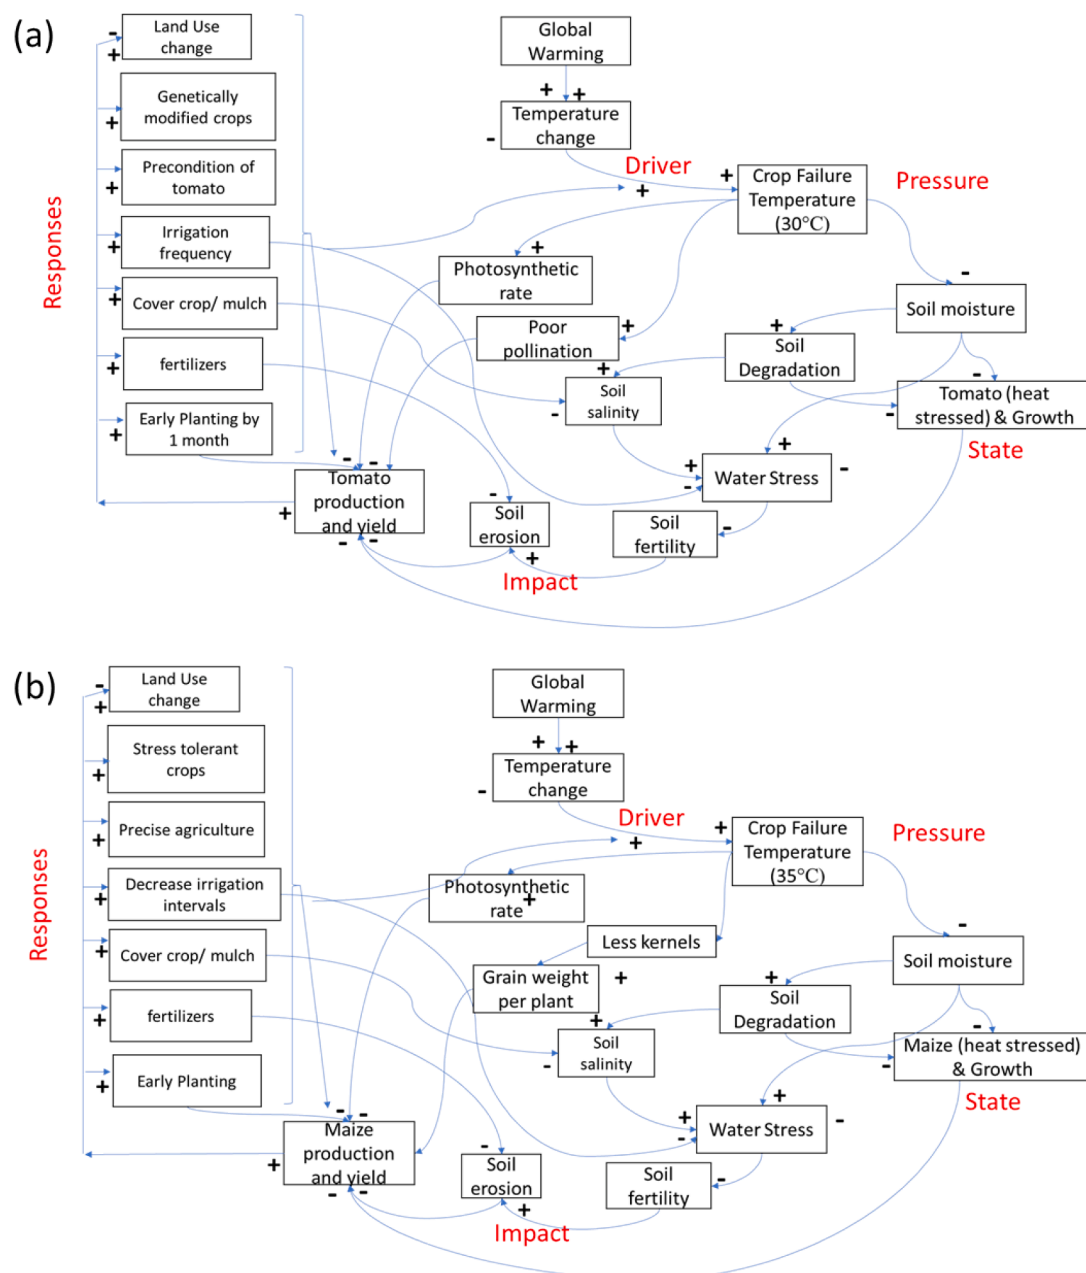 (a)
Land Use
change
Genetically
modified crops
Precondition of
tomato
Irrigation
frequency
Cover crop/ mulch
fertilizers
Early Planting by
1 month
Responses
Global
Warming
Temperature
change
Driver
Crop Failure
Temperature
(30°C)
Pressure
Photosynthetic
rate
Poor
pollination
Soil
salinity
Soil
Degradation
Soil moisture
Tomato (heat
stressed) & Growth
State
Water Stress
Soil
fertility
Soil
erosion
Impact
Tomato
production
and yield
(b)
Land Use
change
Stress tolerant
crops
Precise agriculture
Decrease irrigation
intervals
Cover crop/ mulch
fertilizers
Early Planting
Responses
Global
Warming
Temperature
change
Driver
Crop Failure
Temperature
(35°C)
Pressure
Photosynthetic
rate
Less kernels
Grain weight
per plant
Soil
salinity
Soil
Degradation
Soil moisture
Maize (heat stressed)
& Growth
State
Water Stress
Soil
fertility
Soil
erosion
Impact
Maize
production
and yield